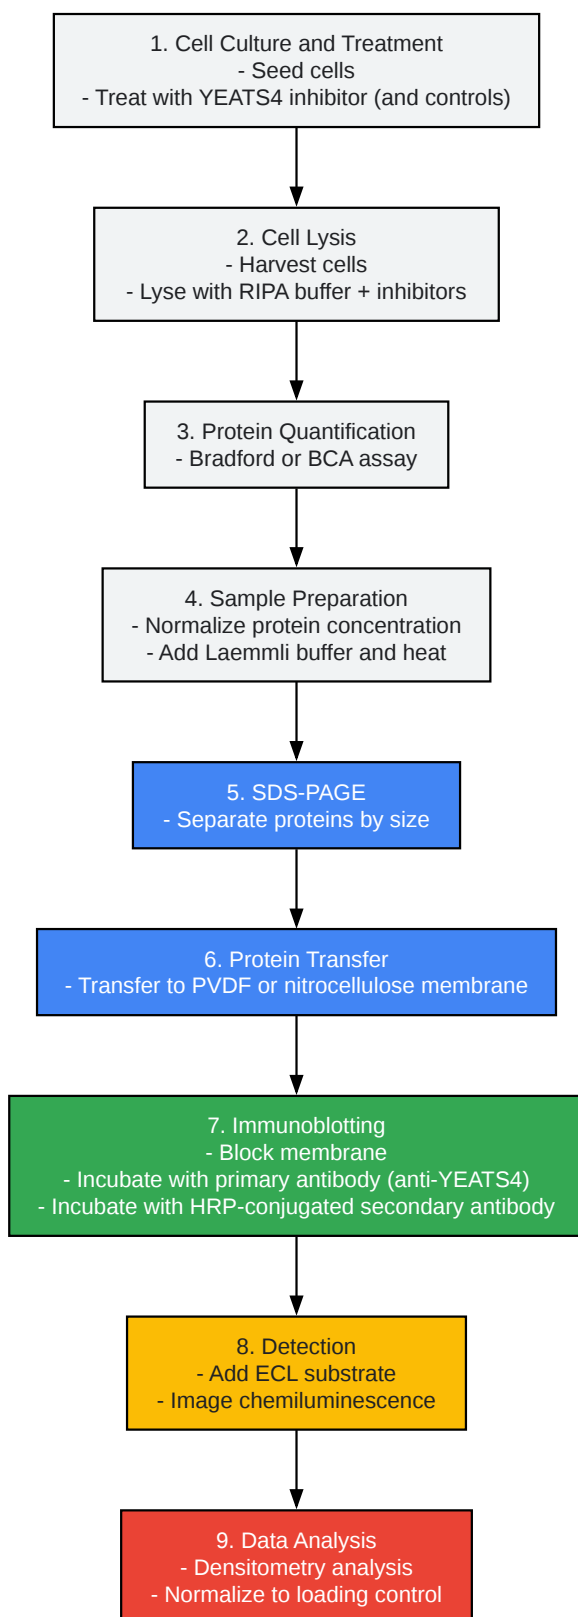 1. Cell Culture and Treatment
- Seed cells
- Treat with YEATS4 inhibitor (and controls)
2. Cell Lysis
- Harvest cells
- Lyse with RIPA buffer + inhibitors
3. Protein Quantification
- Bradford or BCA assay
4. Sample Preparation
- Normalize protein concentration
- Add Laemmli buffer and heat
5. SDS-PAGE
- Separate proteins by size
6. Protein Transfer
- Transfer to PVDF or nitrocellulose membrane
7. Immunoblotting
- Block membrane
- Incubate with primary antibody (anti-YEATS4)
- Incubate with HRP-conjugated secondary antibody
8. Detection
- Add ECL substrate
- Image chemiluminescence
9. Data Analysis
- Densitometry analysis
- Normalize to loading control